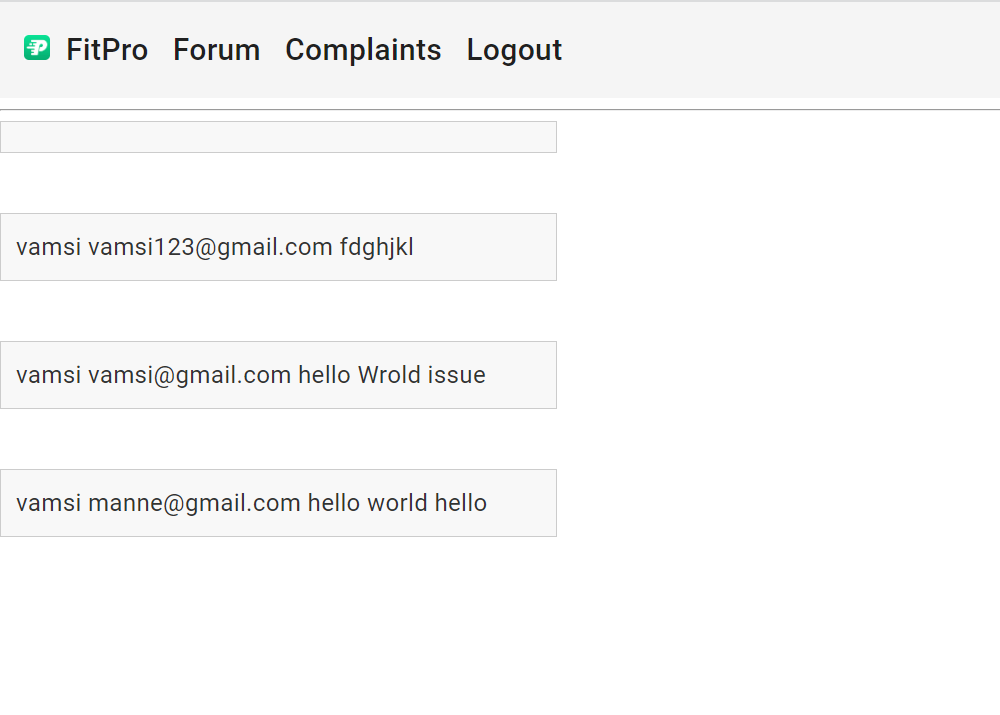 FitPro Forum Complaints Logout
vamsi vamsi123@gmail.com fdghjkl
vamsi vamsi@gmail.com hello Wrold issue
vamsi manne@gmail.com hello world hello